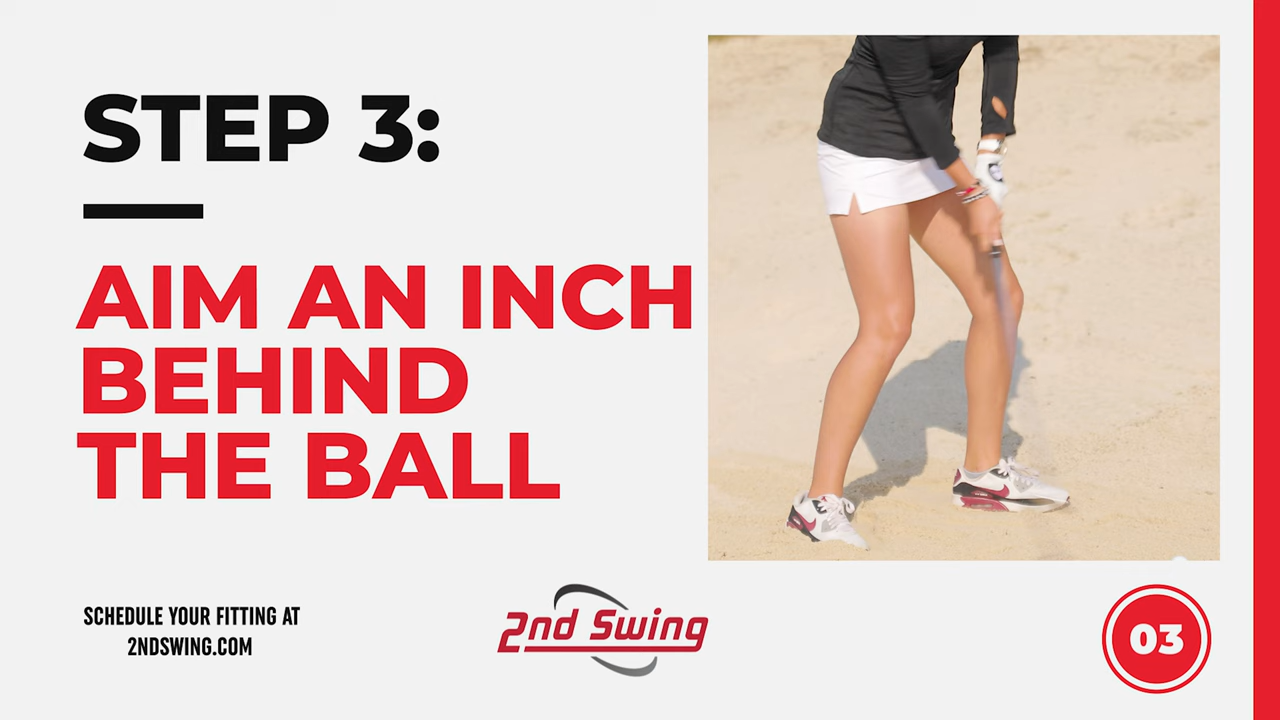 STEP 3:
AIM AN INCH
BEHIND
THE BALL
SCHEDULE YOUR FITTING AT
2NDSWING.COM
2nd Swing
03